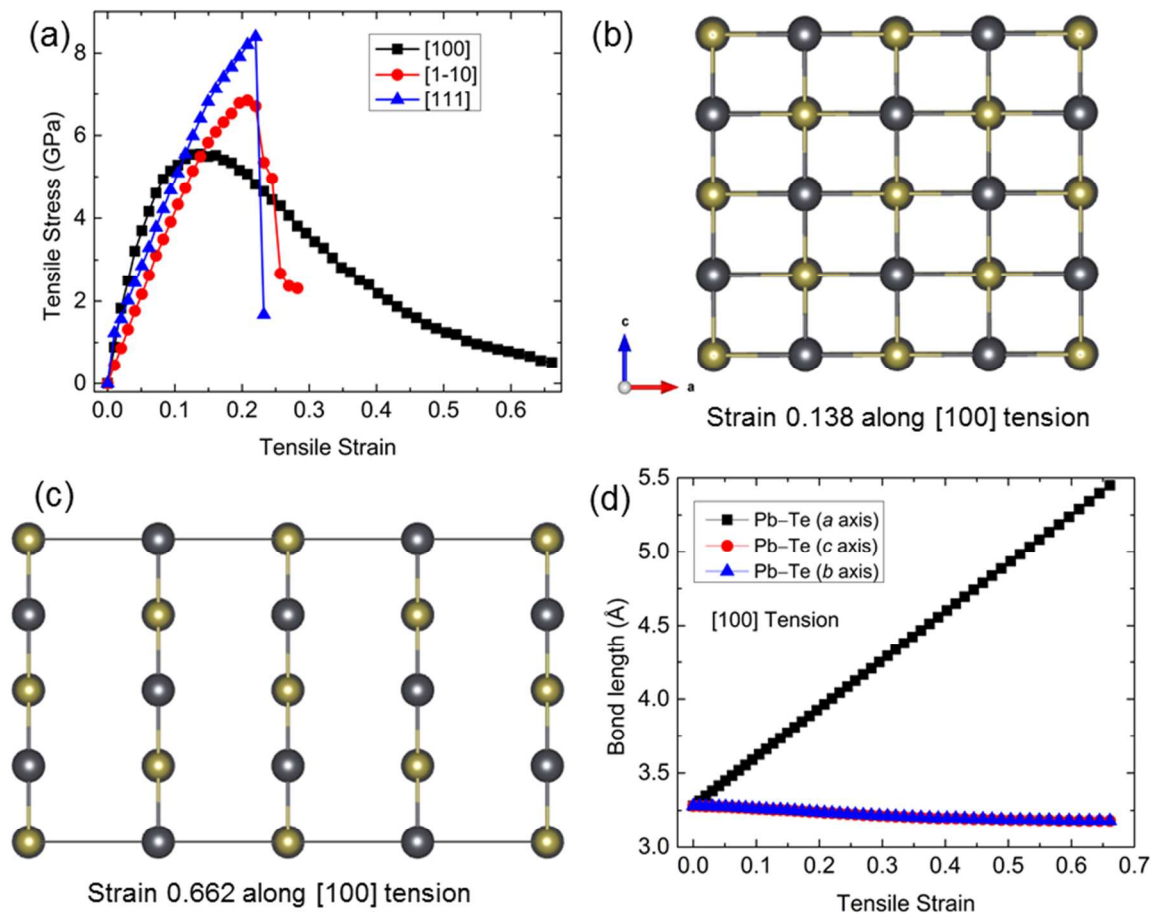 (a)
[100]
[1-10]
[111]
8
6
4
2
0
Tensile Stress (GPa)
0.0 0.1 0.2 0.3 0.4 0.5 0.6
Tensile Strain
(b)
c
a
Strain 0.138 along [100] tension
(c)
Strain 0.662 along [100] tension
(d)
5.5
5.0
4.5
4.0
3.5
3.0
Bond length (Å)
Pb−Te (a axis)
Pb−Te (c axis)
Pb−Te (b axis)
[100] Tension
0.0 0.1 0.2 0.3 0.4 0.5 0.6 0.7
Tensile Strain